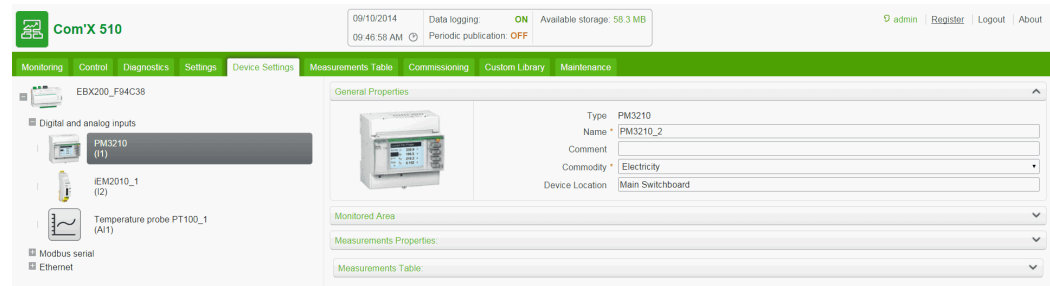 Com'X 510
09/10/2014
09:46:58 AM
Data logging: ON
Periodic publication: OFF
Available storage: 58.3 MB
admin Register Logout About
Monitoring Control Diagnostics Settings Device Settings Measurements Table Commissioning Custom Library Maintenance
EBX200_F94C38
Digital and analog inputs
PM3210
(I1)
iEM2010_1
(I2)
Temperature probe PT100_1
(AI1)
Modbus serial
Ethernet
General Properties
Type PM3210
Name * PM3210_2
Comment
Commodity * Electricity
Device Location Main Switchboard
Monitored Area
Measurements Properties:
Measurements Table: